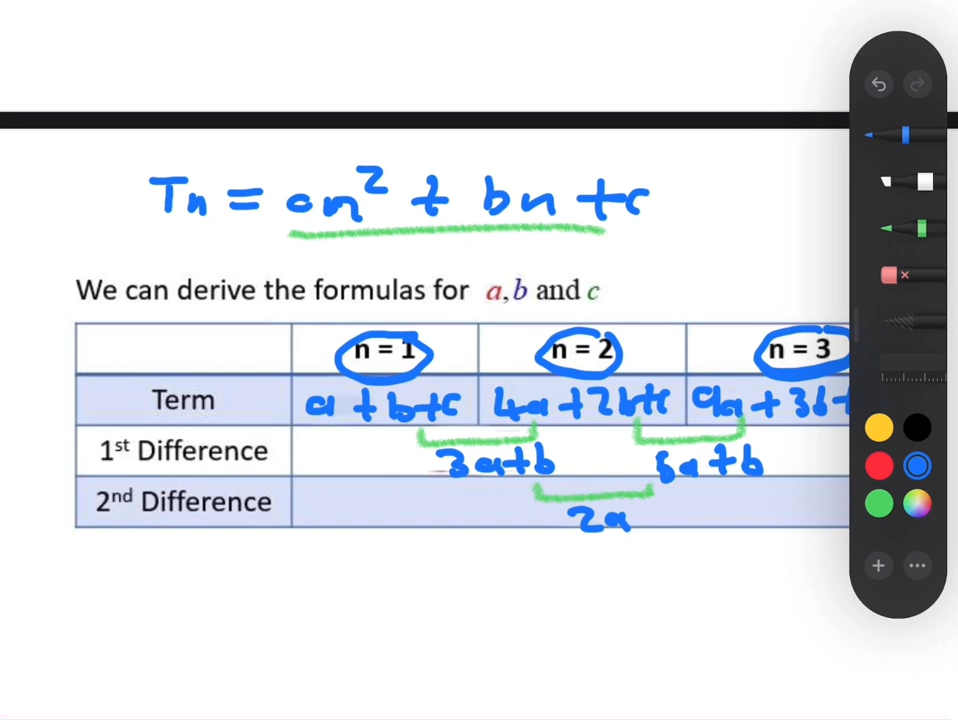 Tn = an² + bn + c
We can derive the formulas for a, b and c
n = 1 n = 2 n = 3
Term a + b + c 4a + 2b + c 9a + 3b +
1st Difference 3a + b 5a + b
2nd Difference 2a